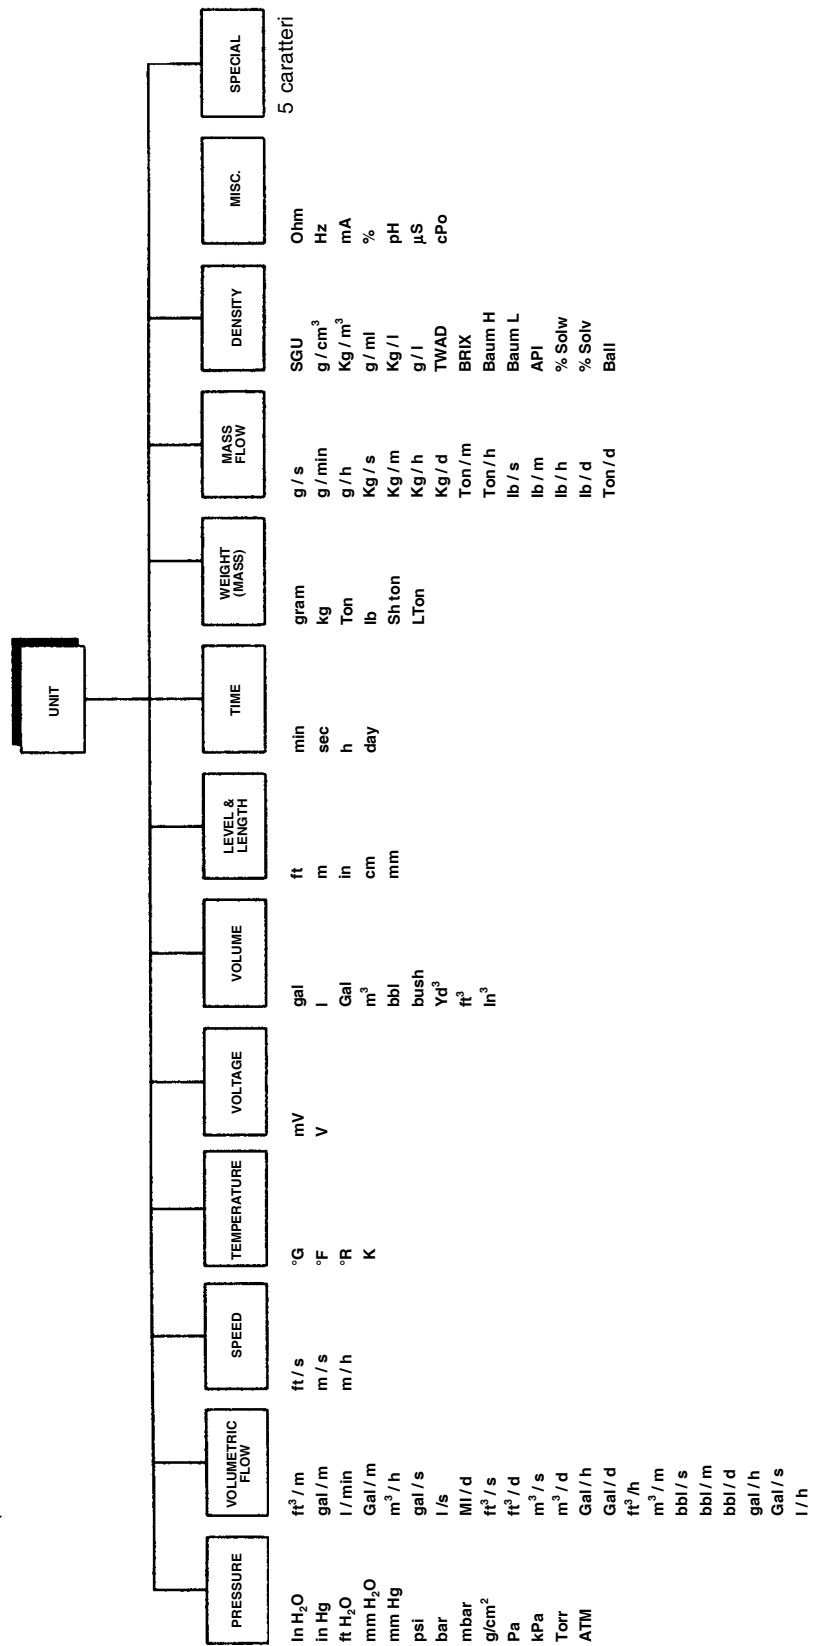 UNIT
PRESSURE
In H₂O
in Hg
ft H₂O
mm H₂O
mm Hg
psi
bar
mbar
g/cm²
Pa
kPa
Torr
ATM
VOLUMETRIC
FLOW
ft³ / m
gal / m
l / min
Gal / m
m³ / h
gal / s
l / s
Ml / d
ft³ / s
ft³ / d
m³ / s
m³ / d
Gal / h
Gal / d
ft³ /h
m³ / m
bbl / s
bbl / m
bbl / d
gal / h
Gal / s
l / h
SPEED
ft / s
m / s
m / h
TEMPERATURE
°G
°F
°R
K
VOLTAGE
mV
V
VOLUME
gal
l
Gal
m³
bbl
bush
Yd³
ft³
In³
LEVEL &
LENGTH
ft
m
in
cm
mm
TIME
min
sec
h
day
WEIGHT
(MASS)
gram
kg
Ton
lb
Sh ton
LTon
MASS
FLOW
g / s
g / min
g / h
Kg / s
Kg / m
Kg / h
Kg / d
Ton / m
Ton / h
lb / s
lb / m
lb / h
lb / d
Ton / d
DENSITY
SGU
g / cm³
Kg / m³
g / ml
Kg / l
g / l
TWAD
BRIX
Baum H
Baum L
API
% Solw
% Solv
Ball
MISC.
Ohm
Hz
mA
%
pH
µS
cPo
SPECIAL
5 caratteri